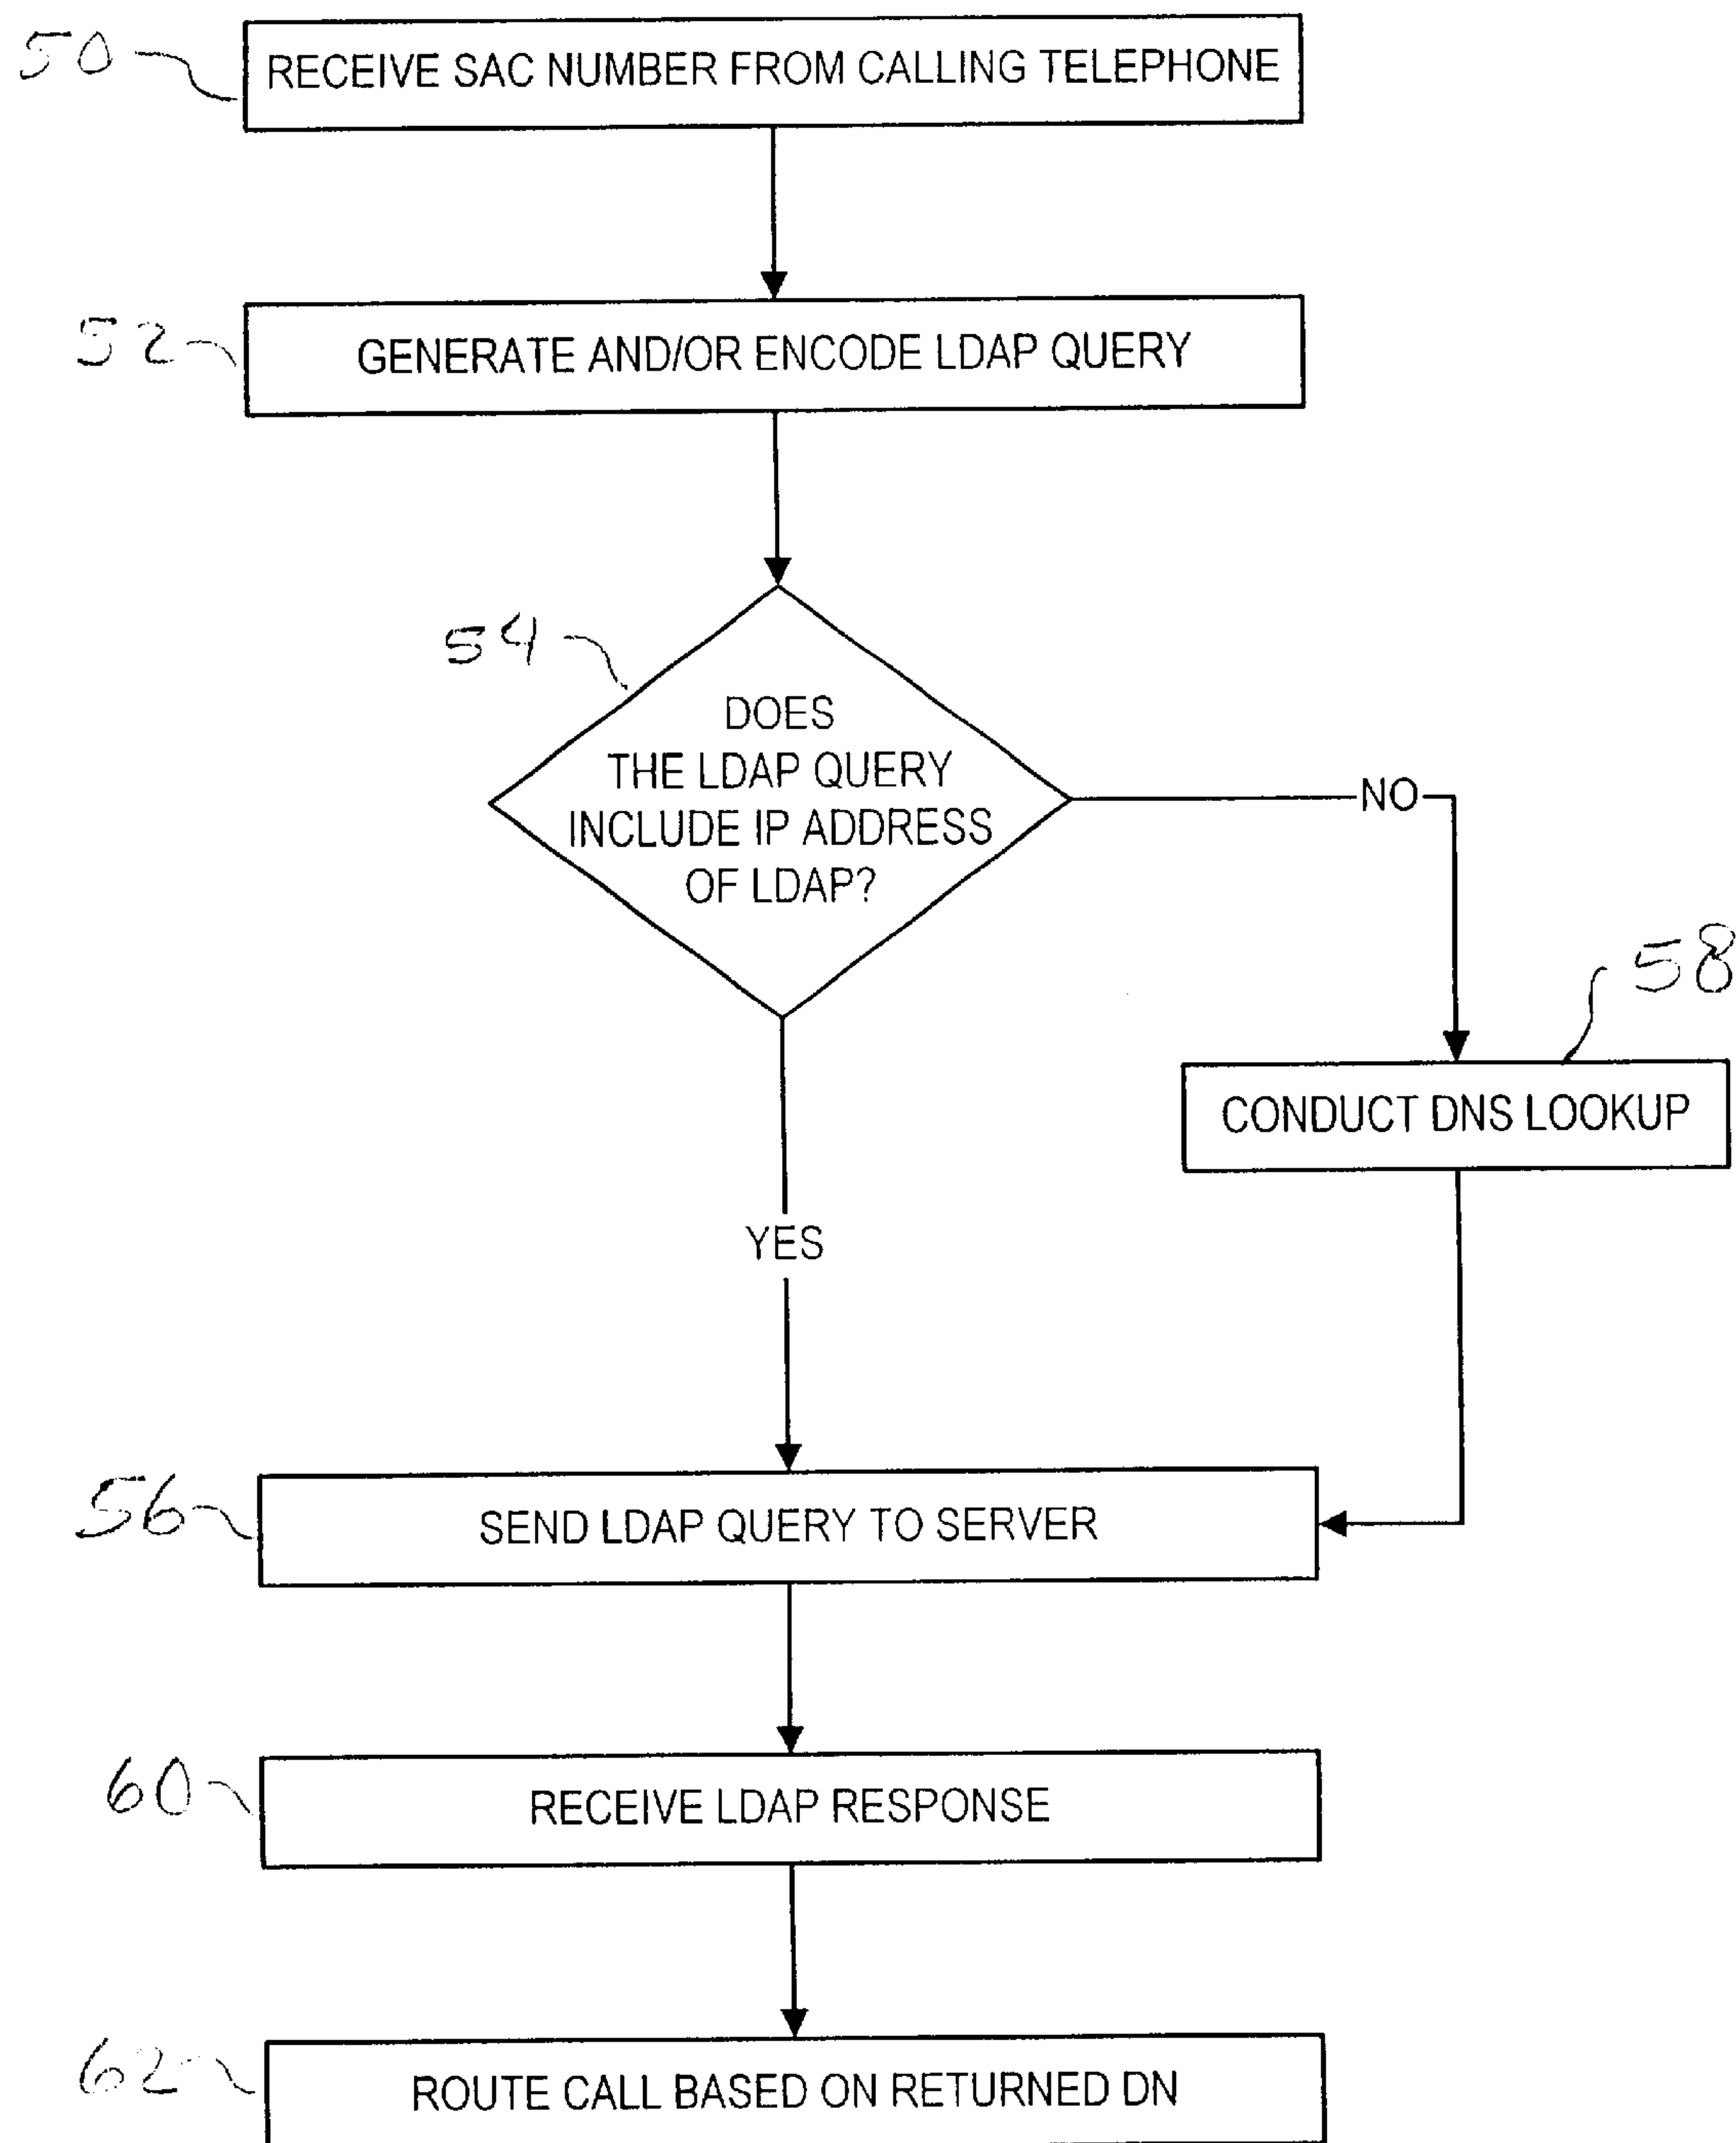 50
RECEIVE SAC NUMBER FROM CALLING TELEPHONE
52
GENERATE AND/OR ENCODE LDAP QUERY
54
DOES
THE LDAP QUERY
INCLUDE IP ADDRESS
OF LDAP?
NO
58
CONDUCT DNS LOOKUP
YES
56
SEND LDAP QUERY TO SERVER
60
RECEIVE LDAP RESPONSE
62
ROUTE CALL BASED ON RETURNED DN